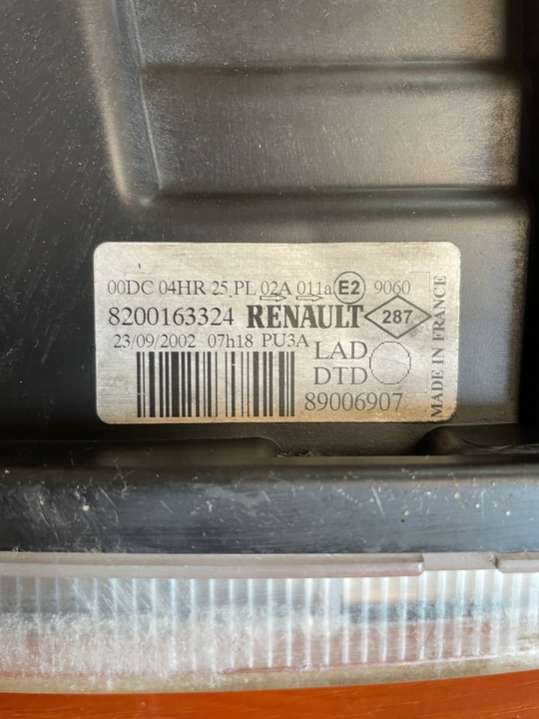 00DC 04HR 25 PL 02A 011a E2 9060
8200163324 RENAULT 287
23/09/2002 07h18 PU3A
LAD
DTD
89006907
MADE IN FRANCE